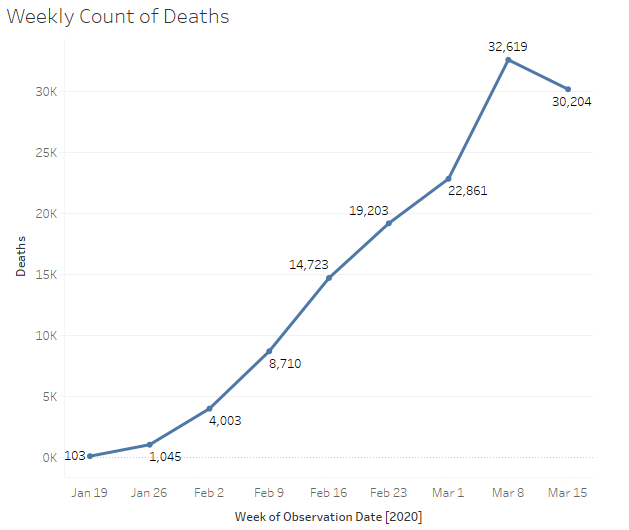 Weekly Count of Deaths
32,619
30K
30,204
25K
22,861
20K
19,203
Deaths
15K
14,723
10K
8,710
5K
4,003
0K
103
1,045
Jan 19
Jan 26
Feb 2
Feb 9
Feb 16
Feb 23
Mar 1
Mar 8
Mar 15
Week of Observation Date [2020]